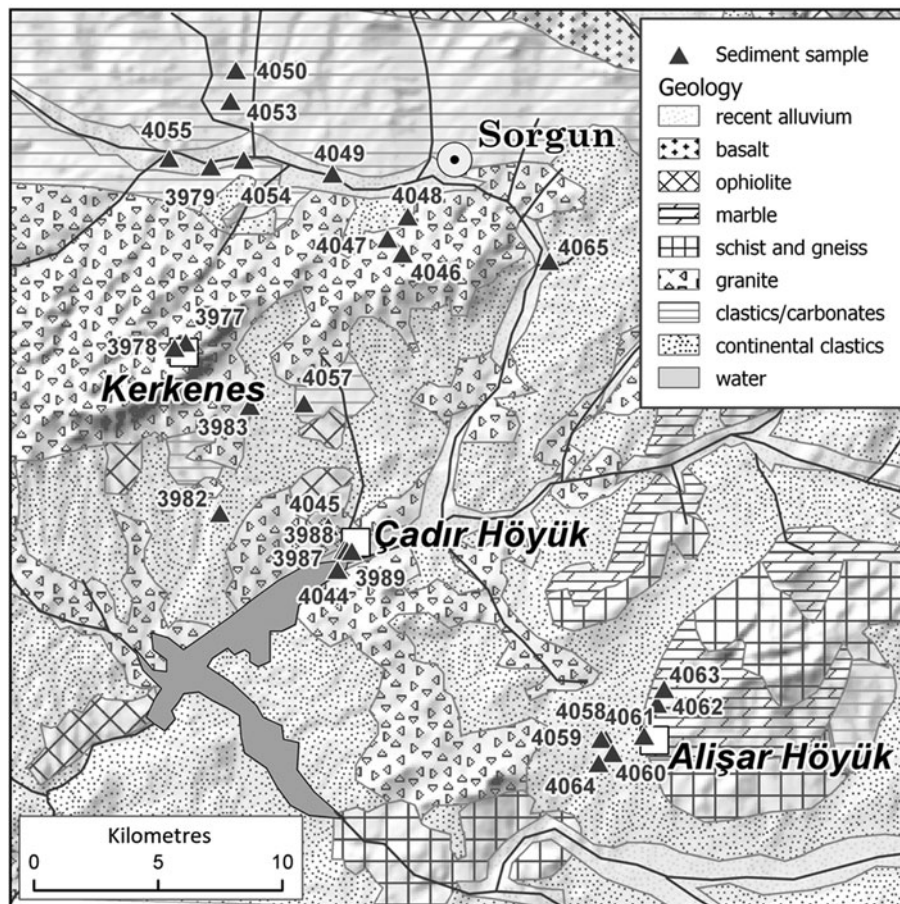 4050
4053
4055
Sorgun
4049
3979
4054
4048
4047
4046
4065
3977
3978
Kerkenes
4057
3983
3982
4045
3988
Çadır Höyük
3987
3989
4044
4063
4062
4058
4061
4059
4060
4064
Alişar Höyük
Sediment sample
Geology
recent alluvium
basalt
ophiolite
marble
schist and gneiss
granite
clastics/carbonates
continental clastics
water
Kilometres
0 5 10